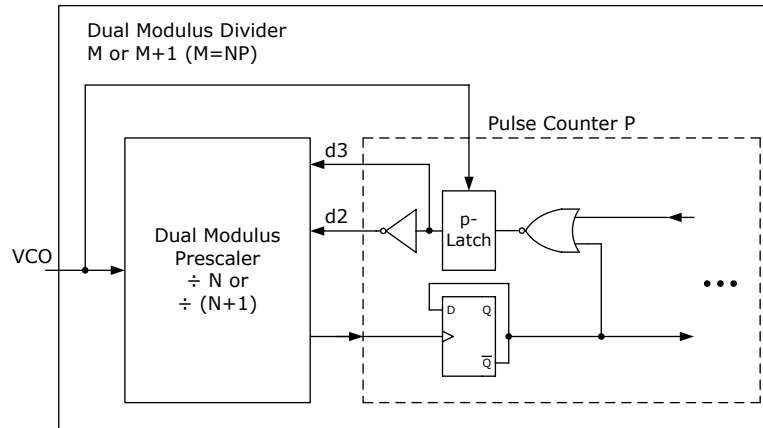 Dual Modulus Divider
M or M+1 (M=NP)
Pulse Counter P
d3
d2
p-
Latch
VCO
Dual Modulus
Prescaler
÷ N or
÷ (N+1)
D Q
Q̅